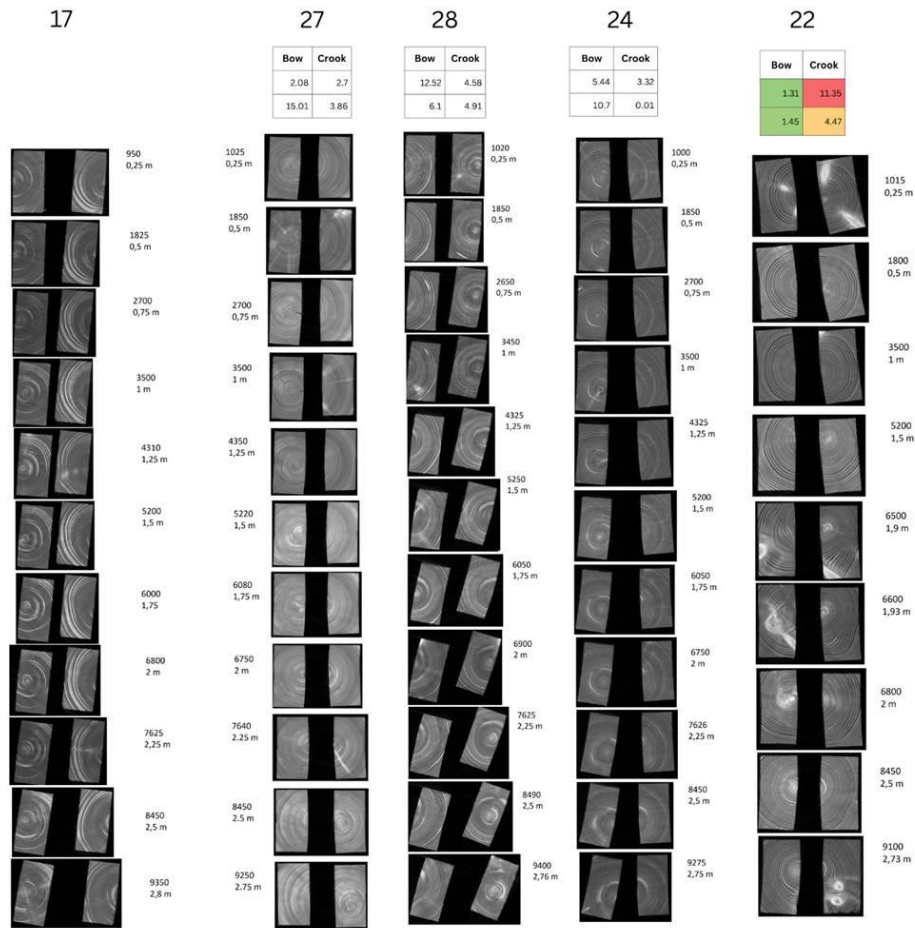 17
27
28
24
22
Bow Crook
2.08 2.7
15.01 3.86
Bow Crook
12.52 4.58
6.1 4.91
Bow Crook
5.44 3.32
10.7 0.01
Bow Crook
1.31 11.35
1.45 4.47
950
0,25 m
1825
0,5 m
2700
0,75 m
3500
1 m
4310
1,25 m
5200
1,5 m
6000
1,75
6800
2 m
7625
2,25 m
8450
2,5 m
9350
2,8 m
1025
0,25 m
1850
0,5 m
2700
0,75 m
3500
1 m
4350
1,25 m
5220
1,5 m
6080
1,75 m
6750
2 m
7640
2.25 m
8450
2.5 m
9250
2.75 m
1020
0,25 m
1850
0,5 m
2650
0,75 m
3450
1 m
4325
1,25 m
5250
1,5 m
6050
1,75 m
6900
2 m
7625
2,25 m
8490
2,5 m
9400
2,76 m
1000
0,25 m
1850
0,5 m
2700
0,75 m
3500
1 m
4325
1,25 m
5200
1,5 m
6050
1,75 m
6750
2 m
7626
2,25 m
8450
2,5 m
9275
2,75 m
1015
0,25 m
1800
0,5 m
3500
1 m
5200
1,5 m
6500
1,9 m
6600
1,93 m
6800
2 m
8450
2,5 m
9100
2,73 m